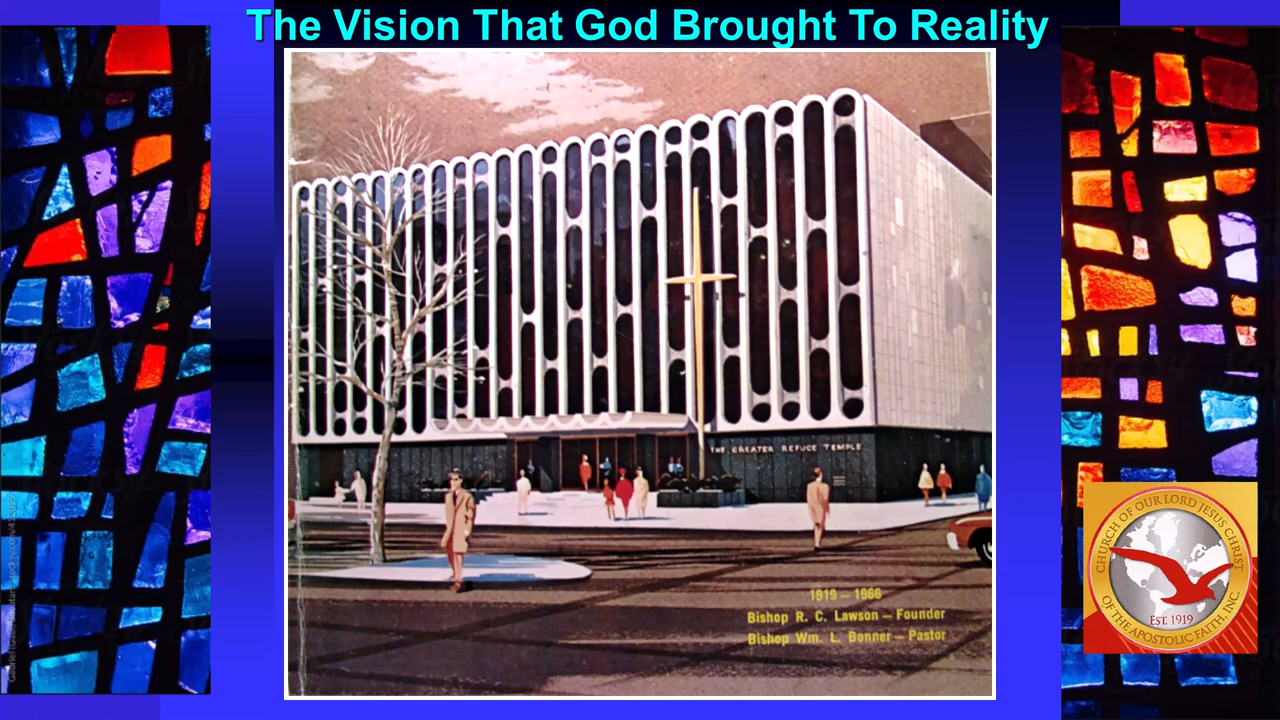 The Vision That God Brought To Reality
THE GREATER REFUGE TEMPLE
1919 — 1966
Bishop R. C. Lawson — Founder
Bishop Wm. L. Bonner — Pastor
CHURCH OF OUR LORD JESUS CHRIST
OF THE APOSTOLIC FAITH, INC.
EST. 1919